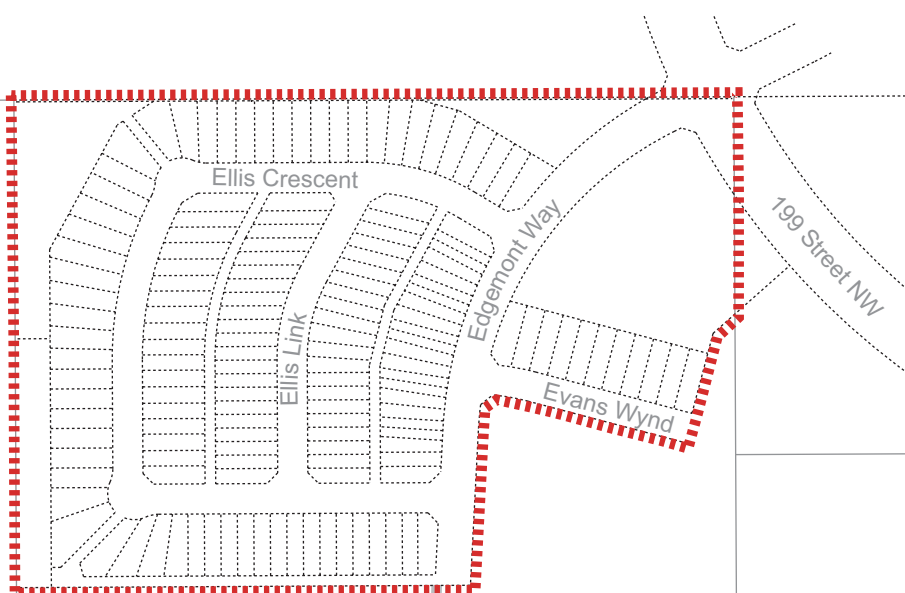 Ellis Crescent
Edgemont Way
199 Street NW
Ellis Link
Evans Wynd